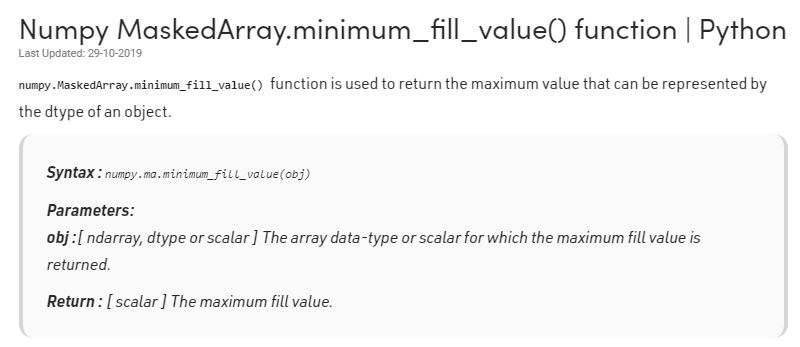 Numpy MaskedArray.minimum_fill_value() function | Python
Last Updated: 29-10-2019
numpy.MaskedArray.minimum_fill_value() function is used to return the maximum value that can be represented by
the dtype of an object.
Syntax : numpy.ma.minimum_fill_value(obj)
Parameters:
obj :[ ndarray, dtype or scalar ] The array data-type or scalar for which the maximum fill value is
returned.
Return : [ scalar ] The maximum fill value.